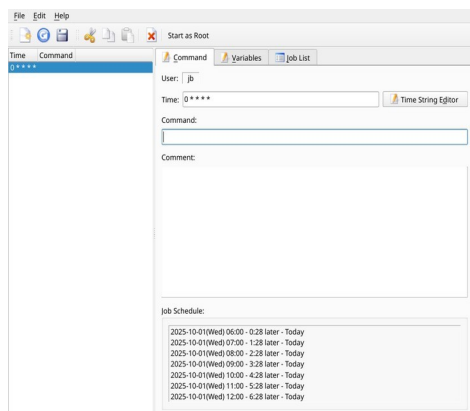 File Edit Help
Start as Root
Time Command
0 * * * *
Command Variables Job List
User: jb
Time: 0 * * * * Time String Editor
Command:
Comment:
Job Schedule:
2025-10-01(Wed) 06:00 - 0:28 later - Today
2025-10-01(Wed) 07:00 - 1:28 later - Today
2025-10-01(Wed) 08:00 - 2:28 later - Today
2025-10-01(Wed) 09:00 - 3:28 later - Today
2025-10-01(Wed) 10:00 - 4:28 later - Today
2025-10-01(Wed) 11:00 - 5:28 later - Today
2025-10-01(Wed) 12:00 - 6:28 later - Today